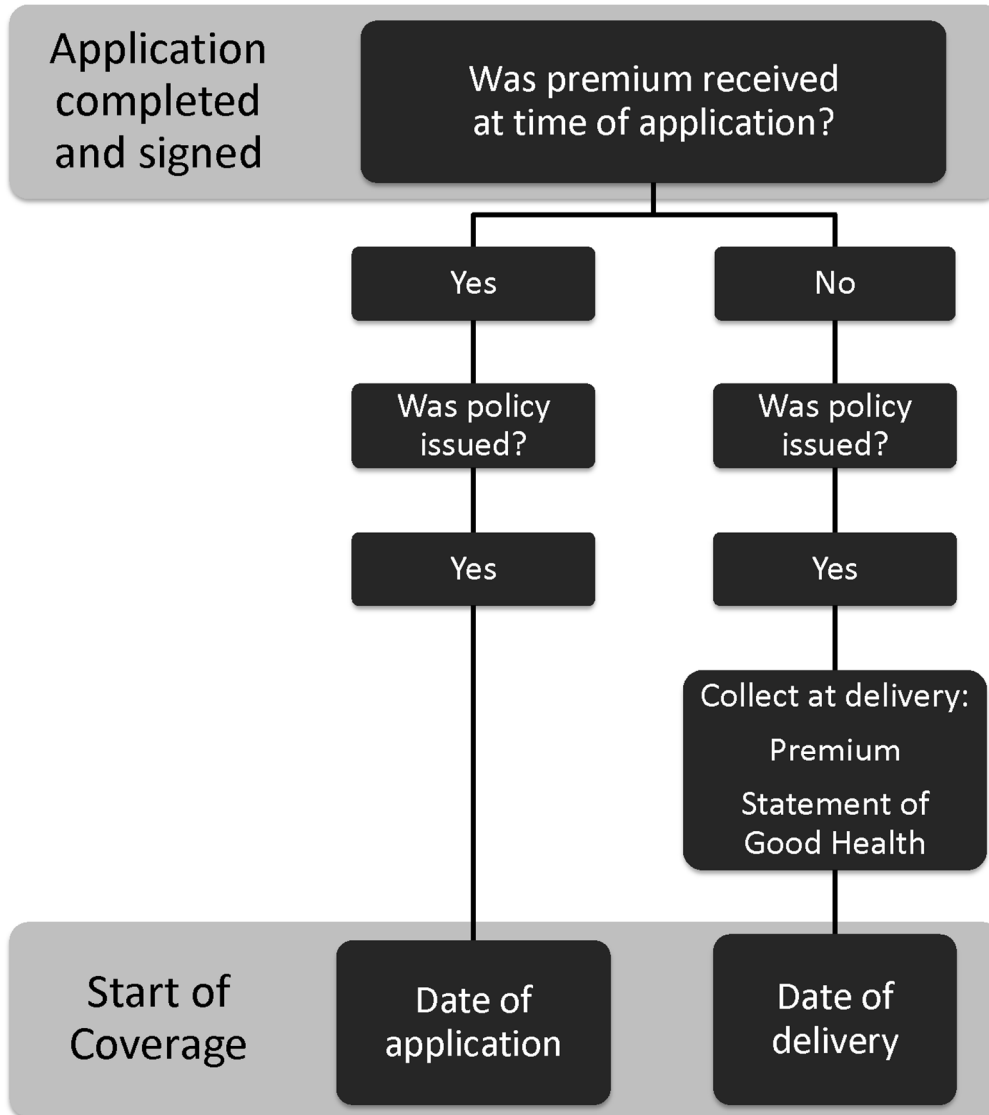 Application
completed
and signed
Was premium received
at time of application?
Yes
No
Was policy
issued?
Was policy
issued?
Yes
Yes
Collect at delivery:
Premium
Statement of
Good Health
Start of
Coverage
Date of
application
Date of
delivery